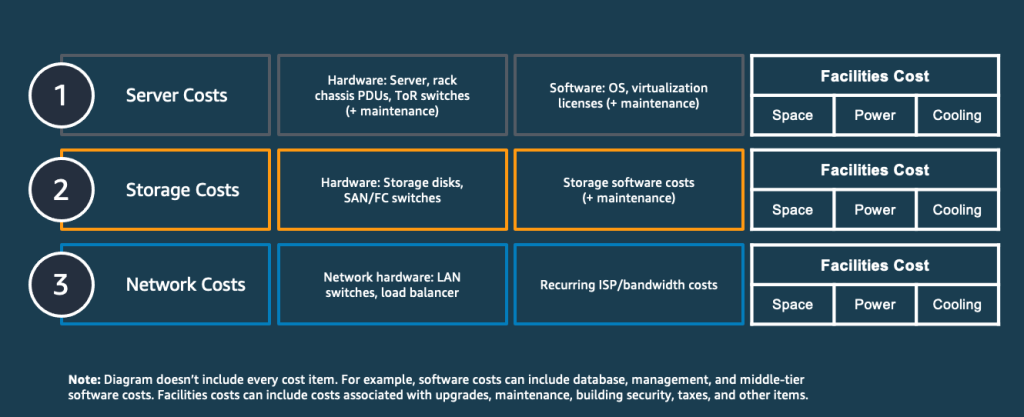 1
Server Costs
Hardware: Server, rack
chassis PDUs, ToR switches
(+ maintenance)
Software: OS, virtualization
licenses (+ maintenance)
Facilities Cost
Space
Power
Cooling
2
Storage Costs
Hardware: Storage disks,
SAN/FC switches
Storage software costs
(+ maintenance)
Facilities Cost
Space
Power
Cooling
3
Network Costs
Network hardware: LAN
switches, load balancer
Recurring ISP/bandwidth costs
Facilities Cost
Space
Power
Cooling
Note: Diagram doesn’t include every cost item. For example, software costs can include database, management, and middle-tier
software costs. Facilities costs can include costs associated with upgrades, maintenance, building security, taxes, and other items.